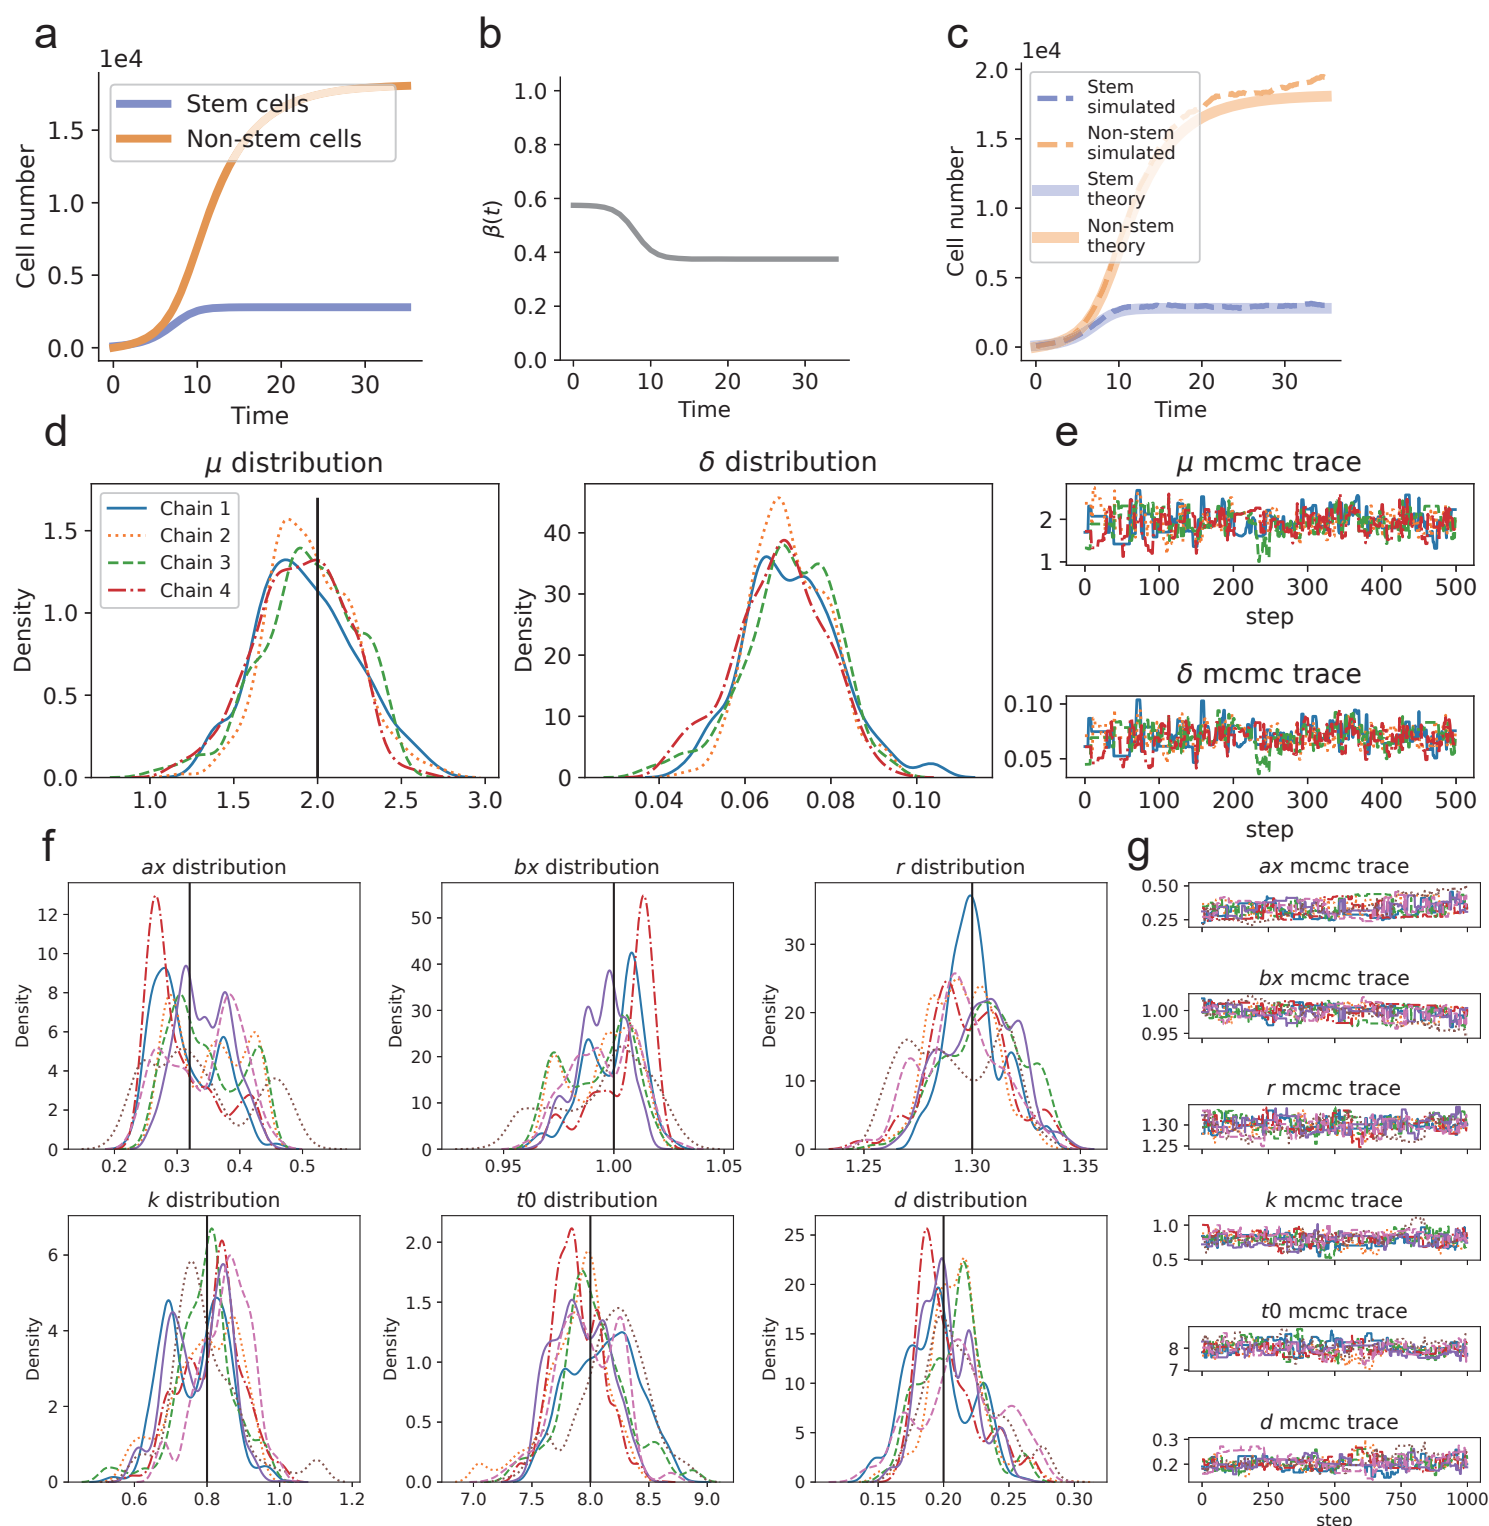 a
1e4
Stem cells
Non-stem cells
1.5
1.0
0.5
0.0
Cell number
0 10 20 30
Time
b
1.0
0.8
0.6
0.4
0.2
0.0
β(t)
0 10 20 30
Time
c
1e4
2.0
1.5
1.0
0.5
0.0
Cell number
Stem
simulated
Non-stem
simulated
Stem
theory
Non-stem
theory
0 10 20 30
Time
d
μ distribution
Chain 1
Chain 2
Chain 3
Chain 4
1.5
1.0
0.5
0.0
Density
1.0 1.5 2.0 2.5 3.0
δ distribution
40
30
20
10
0
Density
0.04 0.06 0.08 0.10
e
μ mcmc trace
2
1
0 100 200 300 400 500
step
δ mcmc trace
0.10
0.05
0 100 200 300 400 500
step
f
ax distribution
12
10
8
6
4
2
0
Density
0.2 0.3 0.4 0.5
bx distribution
50
40
30
20
10
0
Density
0.95 1.00 1.05
r distribution
30
20
10
0
Density
1.25 1.30 1.35
k distribution
6
4
2
0
Density
0.6 0.8 1.0 1.2
t0 distribution
2.0
1.5
1.0
0.5
0.0
Density
7.0 7.5 8.0 8.5 9.0
d distribution
25
20
15
10
5
0
Density
0.15 0.20 0.25 0.30
g
ax mcmc trace
0.50
0.25
bx mcmc trace
1.00
0.95
r mcmc trace
1.30
1.25
k mcmc trace
1.0
0.5
t0 mcmc trace
8
7
d mcmc trace
0.3
0.2
0 250 500 750 1000
step